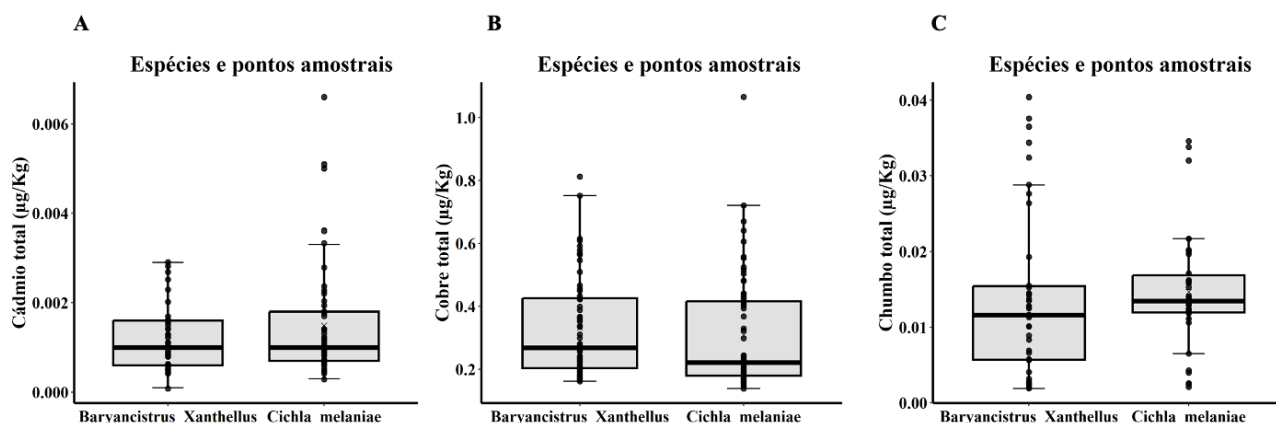 A
Espécies e pontos amostrais
Cádmio total (µg/Kg)
0.006
0.004
0.002
0.000
Baryancistrus Xanthellus Cichla melaniae
B
Espécies e pontos amostrais
Cobre total (µg/Kg)
1.0
0.8
0.6
0.4
0.2
Baryancistrus Xanthellus Cichla melaniae
C
Espécies e pontos amostrais
Chumbo total (µg/Kg)
0.04
0.03
0.02
0.01
0.00
Baryancistrus Xanthellus Cichla melaniae